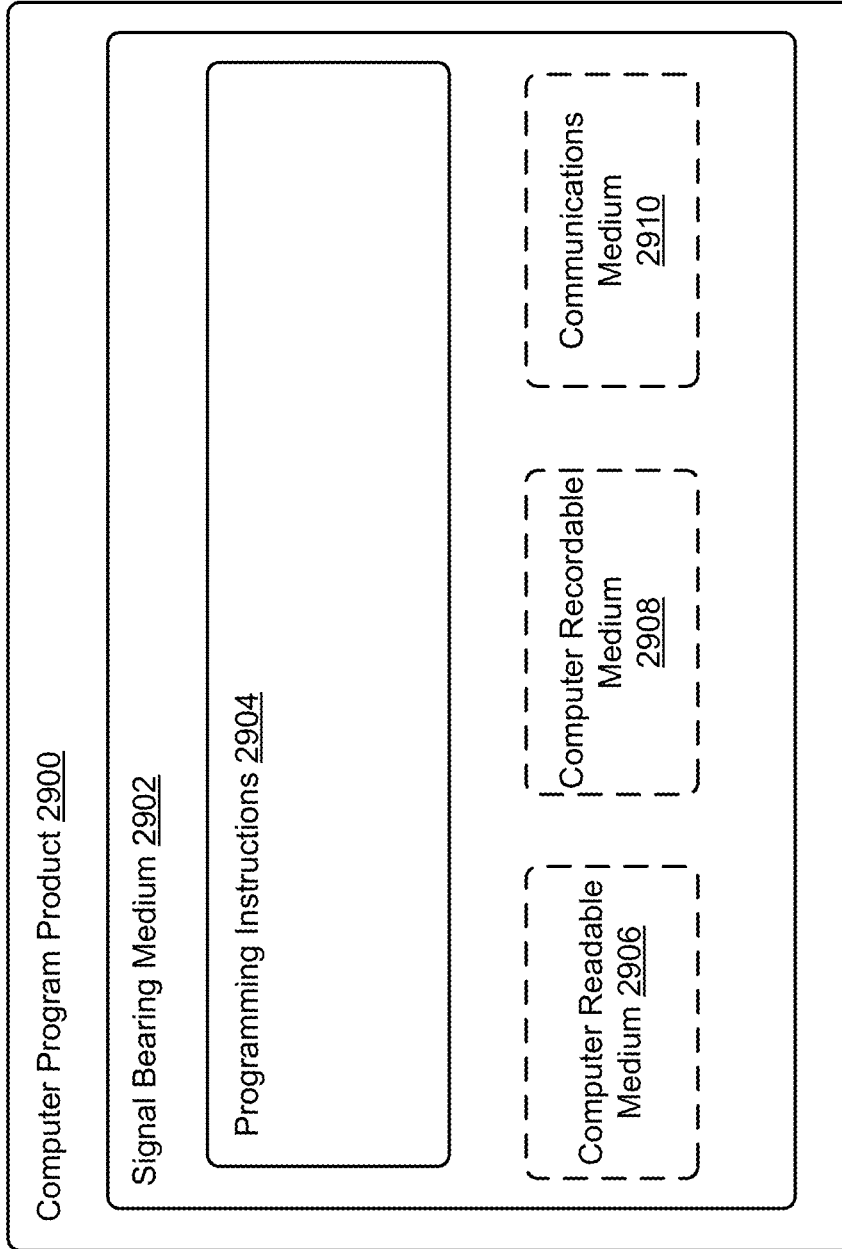 Computer Program Product 2900
Signal Bearing Medium 2902
Programming Instructions 2904
Computer Readable
Medium 2906
Computer Recordable
Medium
2908
Communications
Medium
2910